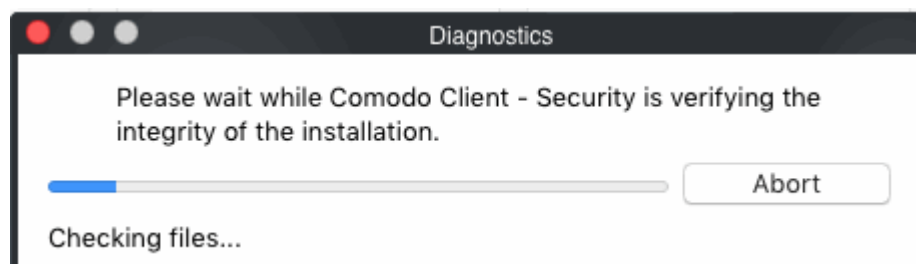 Diagnostics
Please wait while Comodo Client - Security is verifying the
integrity of the installation.
Abort
Checking files...